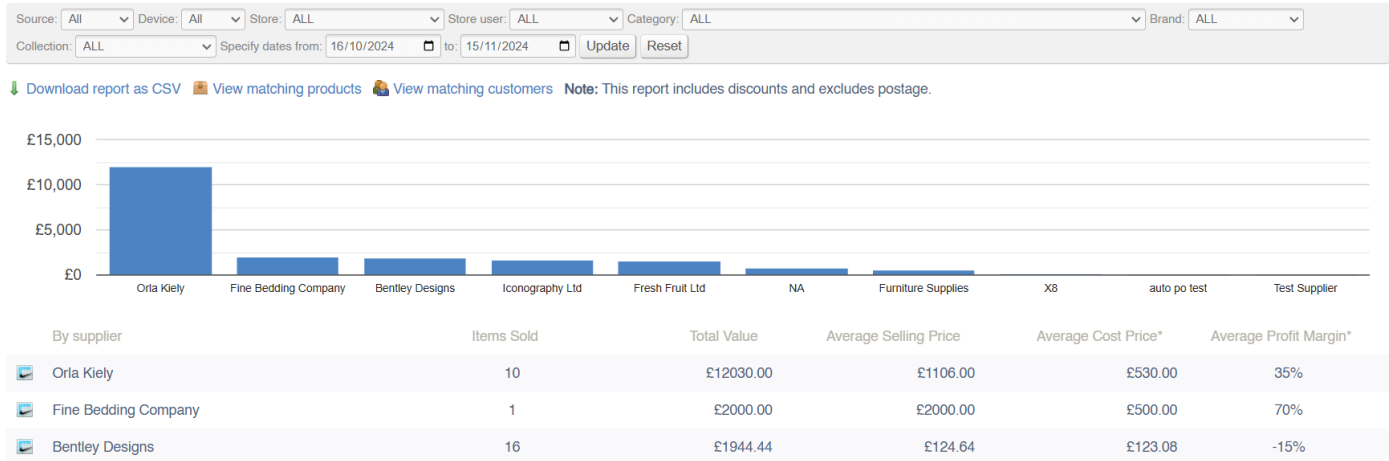 Source: All Device: All Store: ALL Store user: ALL Category: ALL Brand: ALL
Collection: ALL Specify dates from: 16/10/2024 to: 15/11/2024 Update Reset
Download report as CSV View matching products View matching customers Note: This report includes discounts and excludes postage.
£15,000
£10,000
£5,000
£0
Orla Kiely Fine Bedding Company Bentley Designs Iconography Ltd Fresh Fruit Ltd NA Furniture Supplies X8 auto po test Test Supplier
By supplier Items Sold Total Value Average Selling Price Average Cost Price* Average Profit Margin*
Orla Kiely 10 £12030.00 £1106.00 £530.00 35%
Fine Bedding Company 1 £2000.00 £2000.00 £500.00 70%
Bentley Designs 16 £1944.44 £124.64 £123.08 -15%